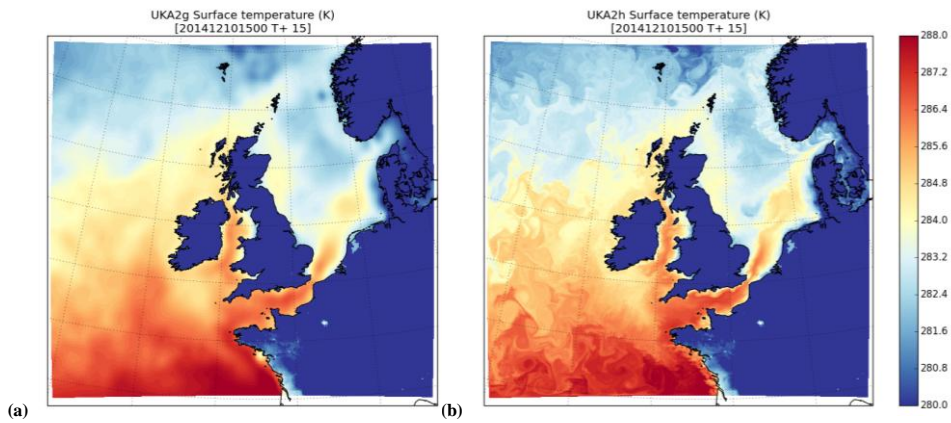 UKA2g Surface temperature (K)
[201412101500 T+ 15]
UKA2h Surface temperature (K)
[201412101500 T+ 15]
288.0
287.2
286.4
285.6
284.8
284.0
283.2
282.4
281.6
280.8
280.0
(a)
(b)